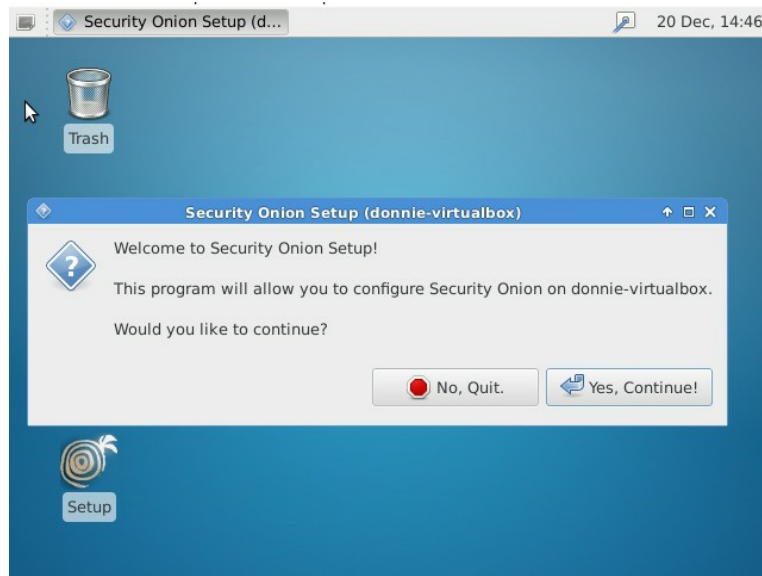 Security Onion Setup (d...
20 Dec, 14:46
Trash
Security Onion Setup (donnie-virtualbox)
Welcome to Security Onion Setup!
This program will allow you to configure Security Onion on donnie-virtualbox.
Would you like to continue?
No, Quit.
Yes, Continue!
Setup